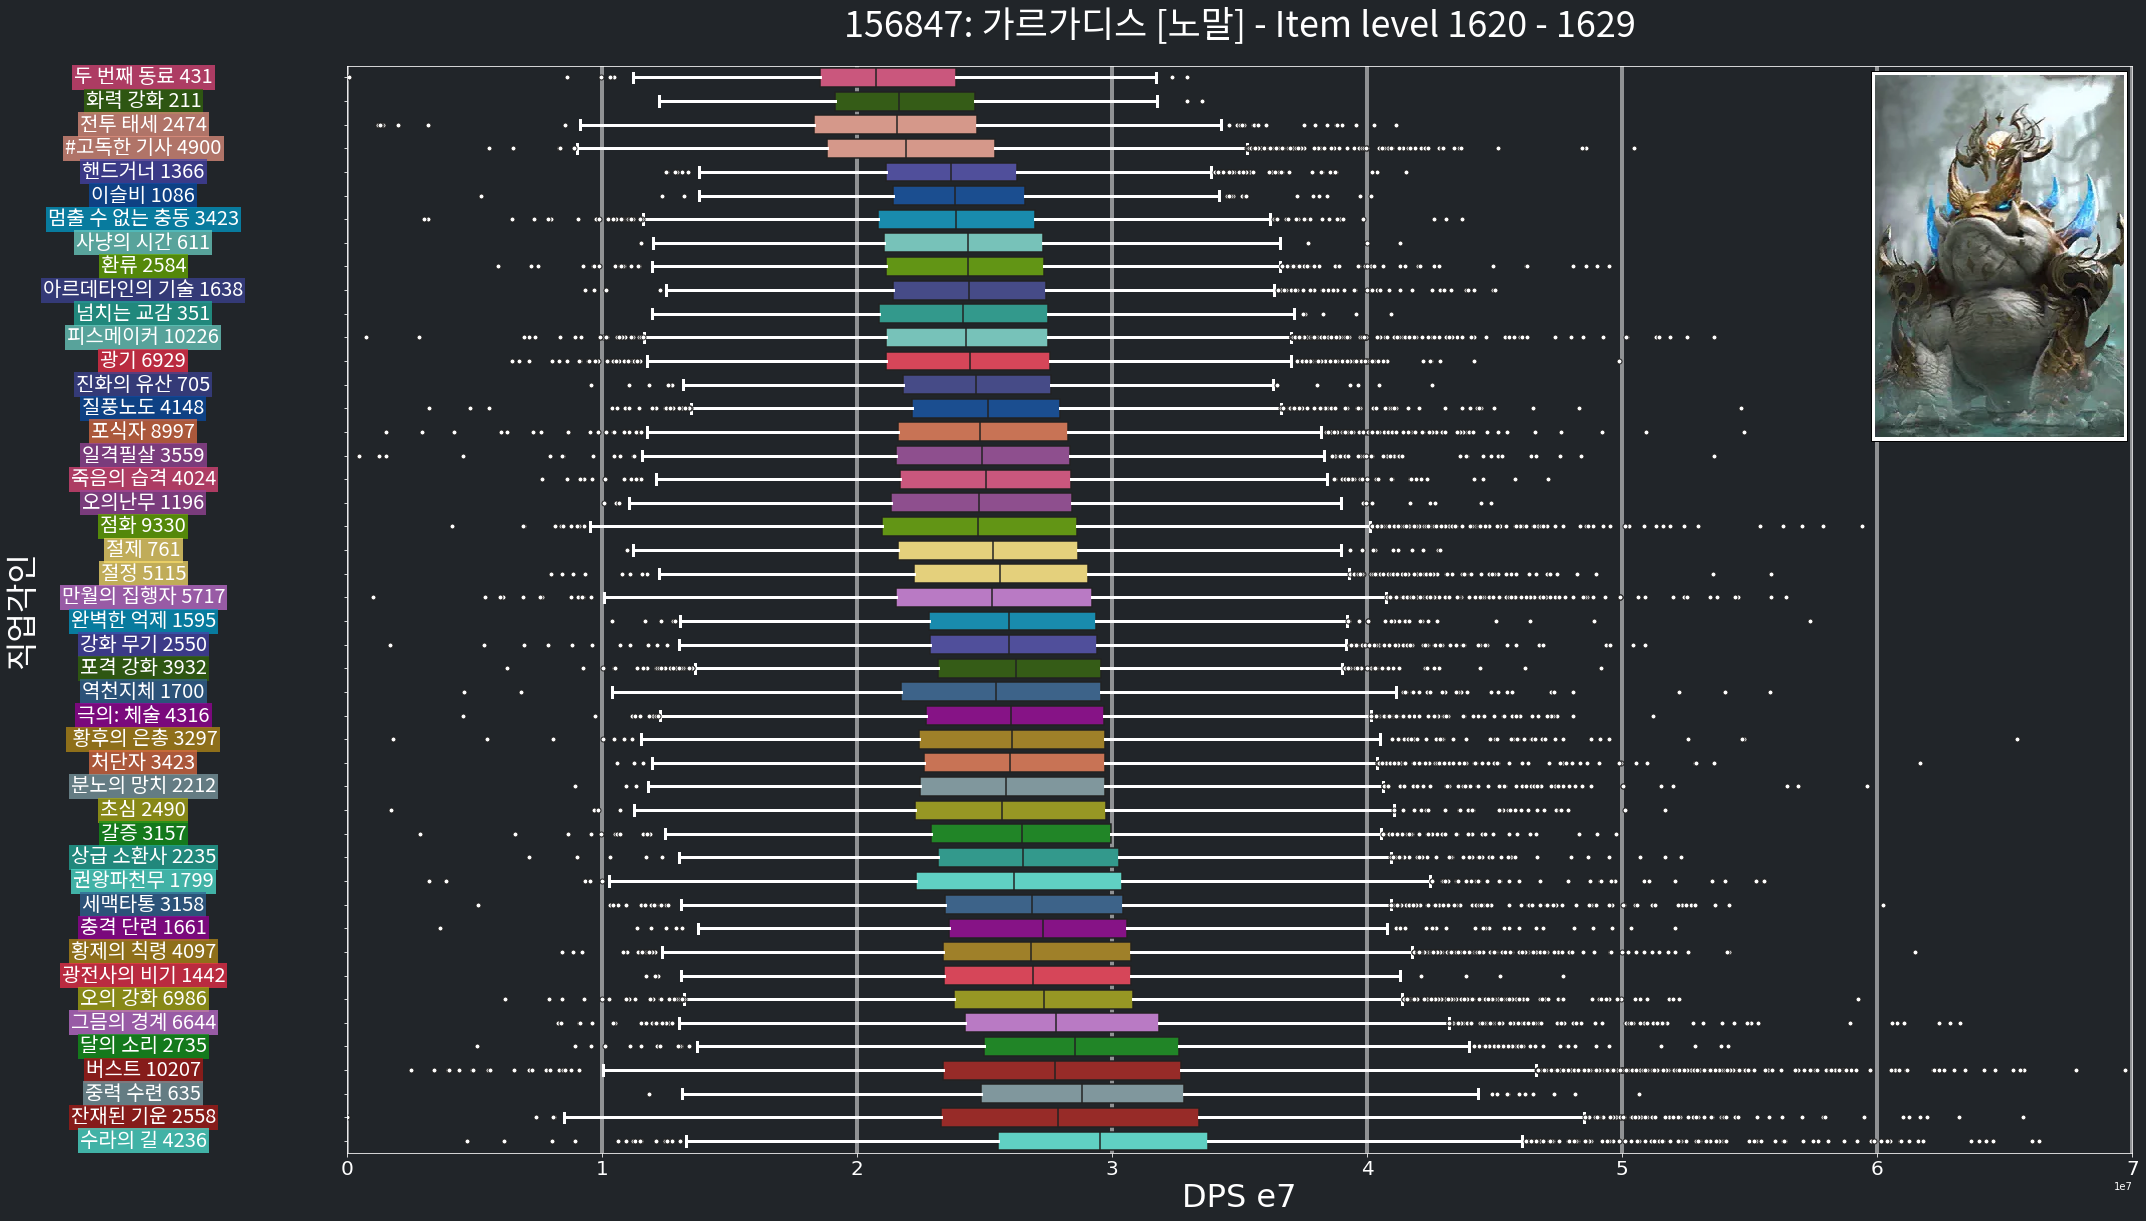 156847: 가르가디스 [노말] - Item level 1620 - 1629
두 번째 동료 431
화력 강화 211
전투 태세 2474
#고독한 기사 4900
핸드거너 1366
이슬비 1086
멈출 수 없는 충동 3423
사냥의 시간 611
환류 2584
아르데타인의 기술 1638
넘치는 교감 351
피스메이커 10226
광기 6929
진화의 유산 705
질풍노도 4148
포식자 8997
일격필살 3559
죽음의 습격 4024
오의난무 1196
점화 9330
절제 761
절정 5115
만월의 집행자 5717
완벽한 억제 1595
강화 무기 2550
포격 강화 3932
역천지체 1700
극의: 체술 4316
황후의 은총 3297
처단자 3423
분노의 망치 2212
초심 2490
갈증 3157
상급 소환사 2235
권왕파천무 1799
세맥타통 3158
충격 단련 1661
황제의 칙령 4097
광전사의 비기 1442
오의 강화 6986
그믐의 경계 6644
달의 소리 2735
버스트 10207
중력 수련 635
잔재된 기운 2558
수라의 길 4236
직업각인
0 1 2 3 4 5 6 7
1e7
DPS e7